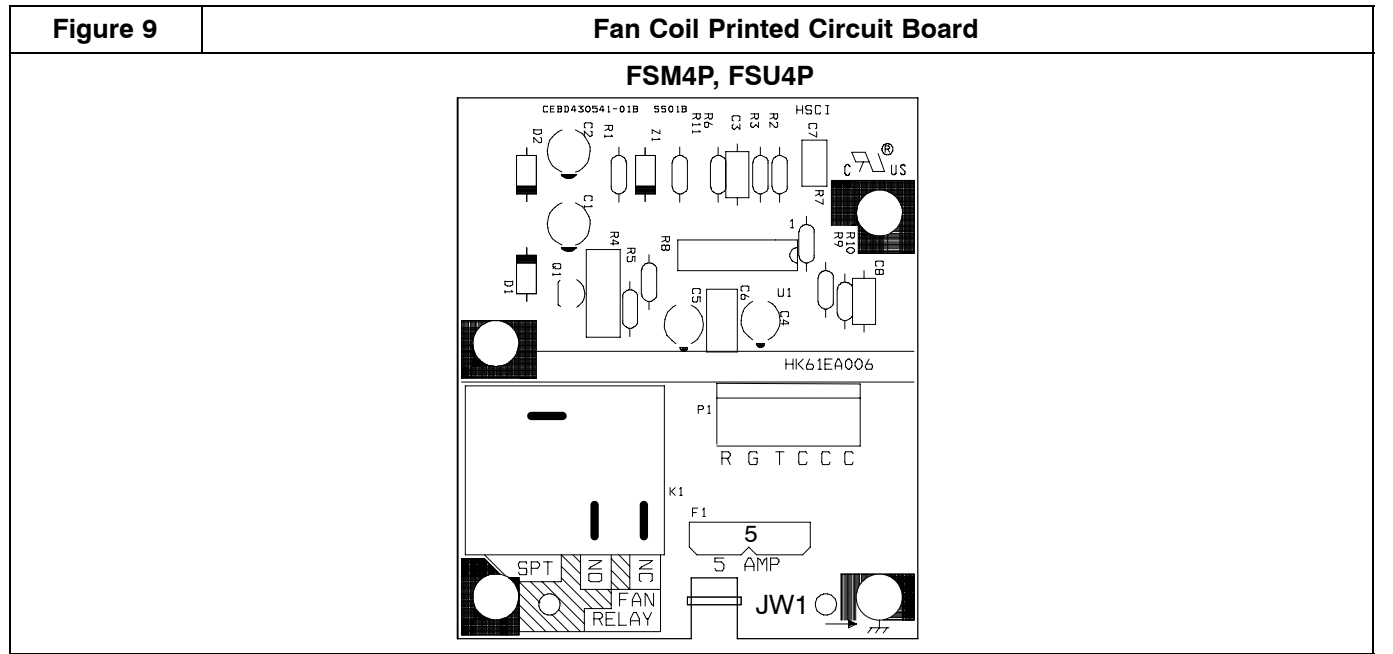 Figure 9
Fan Coil Printed Circuit Board
FSM4P, FSU4P
CEBD430541-01B SS01B
HSCI
D2
C2
R1
Z1
R11
R6
C3
R3
R2
C7
C US ®
R7
C1
R4
R5
R8
1
R9
R10
C8
D1
Q1
C5
C6
U1
C4
HK61EA006
P1
R G T C C C
K1
F1
5
5 AMP
SPT
NO
NC
FAN
RELAY
JW1